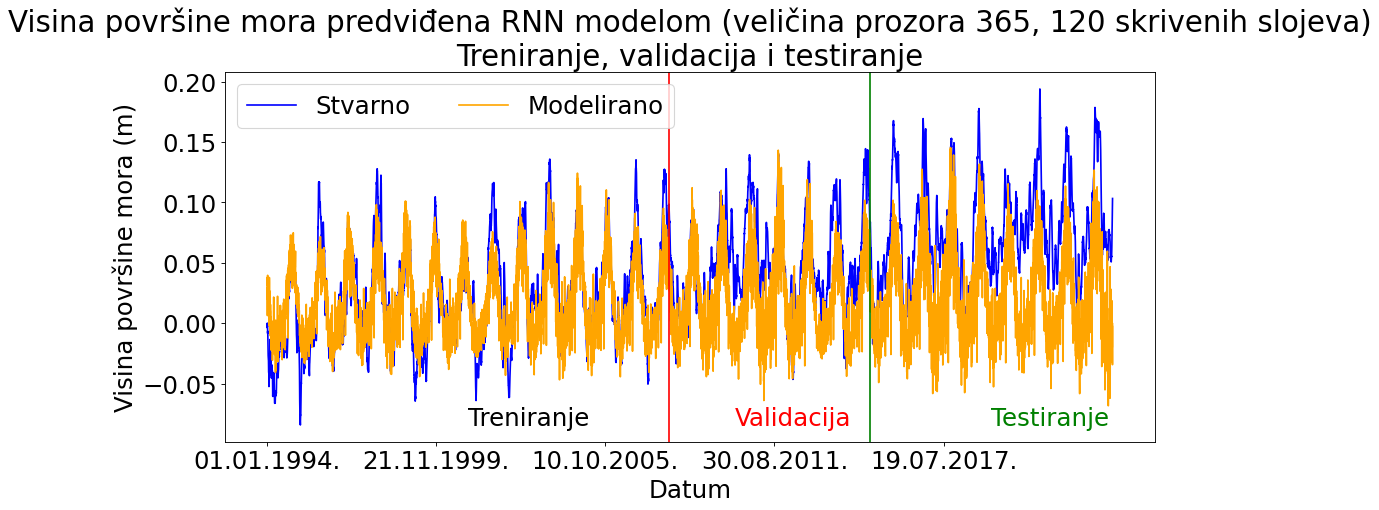 Visina površine mora predviđena RNN modelom (veličina prozora 365, 120 skrivenih slojeva)
Treniranje, validacija i testiranje
Stvarno
Modelirano
Visina površine mora (m)
0.20
0.15
0.10
0.05
0.00
−0.05
Treniranje
Validacija
Testiranje
01.01.1994.
21.11.1999.
10.10.2005.
30.08.2011.
19.07.2017.
Datum